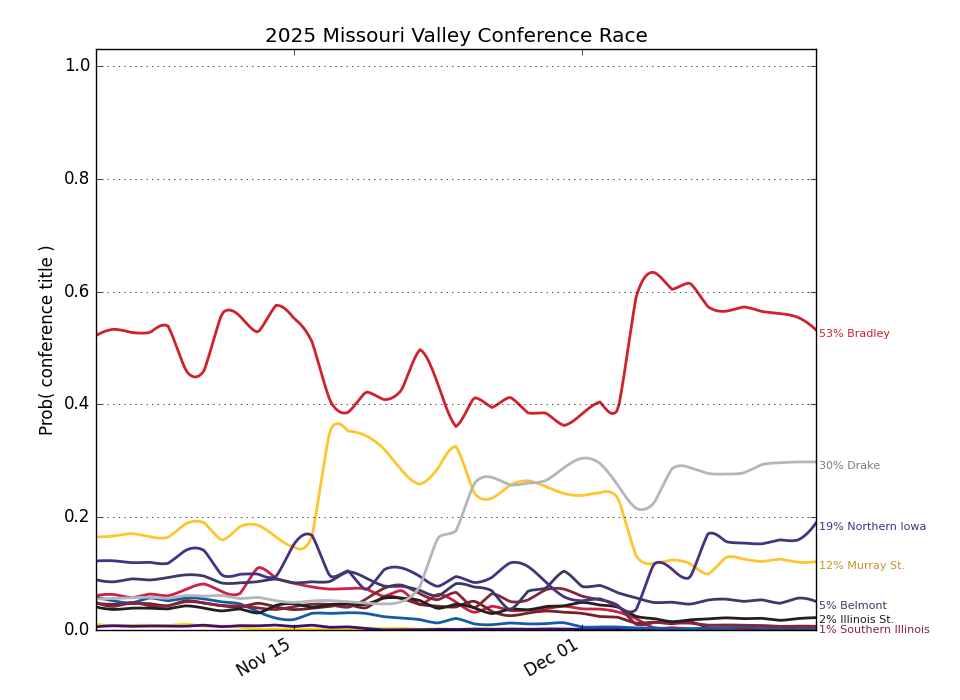 2025 Missouri Valley Conference Race
Prob( conference title )
1.0
0.8
0.6
0.4
0.2
0.0
Nov 15
Dec 01
53% Bradley
30% Drake
19% Northern Iowa
12% Murray St.
5% Belmont
2% Illinois St.
1% Southern Illinois